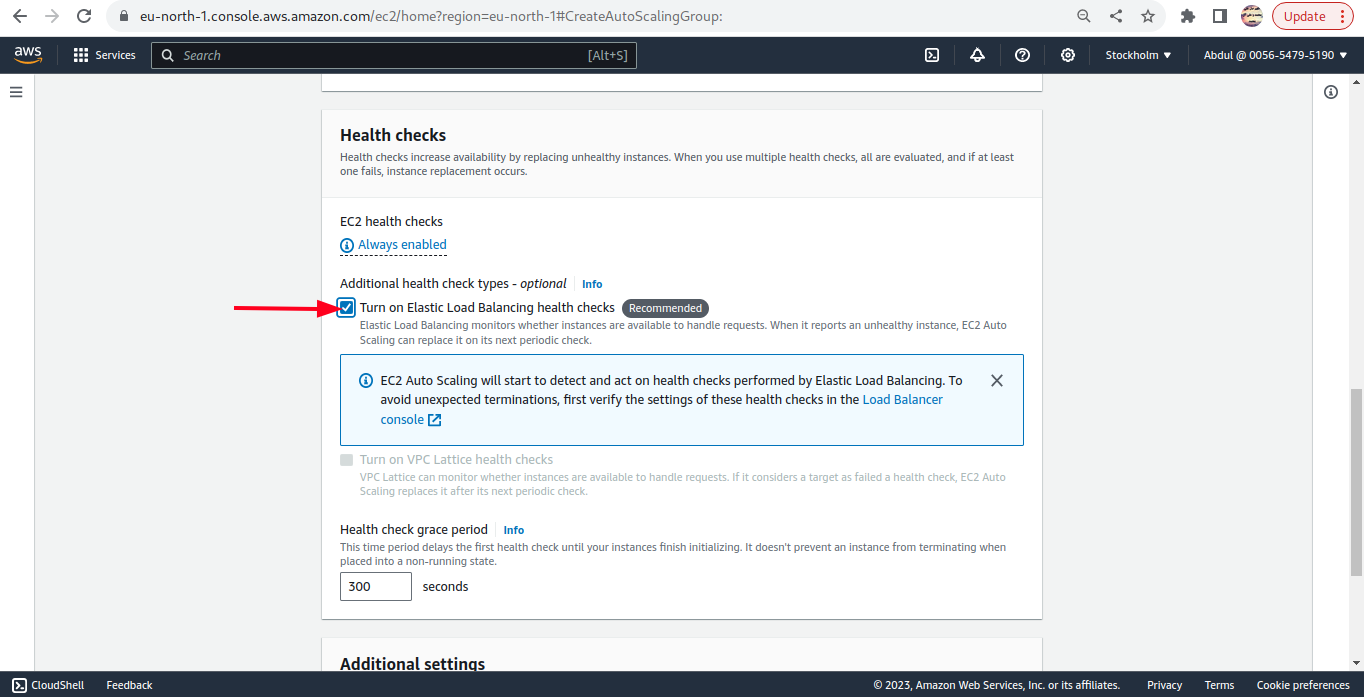 eu-north-1.console.aws.amazon.com/ec2/home?region=eu-north-1#CreateAutoScalingGroup:
Update
aws
Services
Search
[Alt+S]
Stockholm
Abdul @ 0056-5479-5190
Health checks
Health checks increase availability by replacing unhealthy instances. When you use multiple health checks, all are evaluated, and if at least
one fails, instance replacement occurs.
EC2 health checks
Always enabled
Additional health check types - optional Info
Turn on Elastic Load Balancing health checks Recommended
Elastic Load Balancing monitors whether instances are available to handle requests. When it reports an unhealthy instance, EC2 Auto
Scaling can replace it on its next periodic check.
EC2 Auto Scaling will start to detect and act on health checks performed by Elastic Load Balancing. To
avoid unexpected terminations, first verify the settings of these health checks in the Load Balancer
console
Turn on VPC Lattice health checks
VPC Lattice can monitor whether instances are available to handle requests. If it considers a target as failed a health check, EC2 Auto
Scaling replaces it after its next periodic check.
Health check grace period Info
This time period delays the first health check until your instances finish initializing. It doesn't prevent an instance from terminating when
placed into a non-running state.
300 seconds
Additional settings
CloudShell
Feedback
© 2023, Amazon Web Services, Inc. or its affiliates.
Privacy
Terms
Cookie preferences